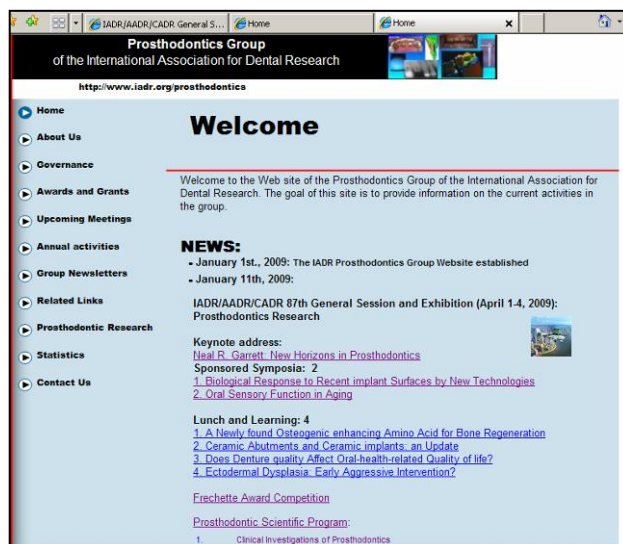 IADR/AADR/CADR General S...
Home
Home
Prosthodontics Group
of the International Association for Dental Research
http://www.iadr.org/prosthodontics
Home
About Us
Governance
Awards and Grants
Upcoming Meetings
Annual activities
Group Newsletters
Related Links
Prosthodontic Research
Statistics
Contact Us
Welcome
Welcome to the Web site of the Prosthodontics Group of the International Association for
Dental Research. The goal of this site is to provide information on the current activities in
the group.
NEWS:
- January 1st., 2009: The IADR Prosthodontics Group Website established
- January 11th, 2009:
IADR/AADR/CADR 87th General Session and Exhibition (April 1-4, 2009):
Prosthodontics Research
Keynote address:
Neal R. Garrett: New Horizons in Prosthodontics
Sponsored Symposia: 2
1. Biological Response to Recent implant Surfaces by New Technologies
2. Oral Sensory Function in Aging
Lunch and Learning: 4
1. A Newly found Osteogenic enhancing Amino Acid for Bone Regeneration
2. Ceramic Abutments and Ceramic implants: an Update
3. Does Denture quality Affect Oral-health-related Quality of life?
4. Ectodermal Dysplasia: Early Aggressive Intervention?
Frechette Award Competition
Prosthodontic Scientific Program:
1. Clinical Investigations of Prosthodontics